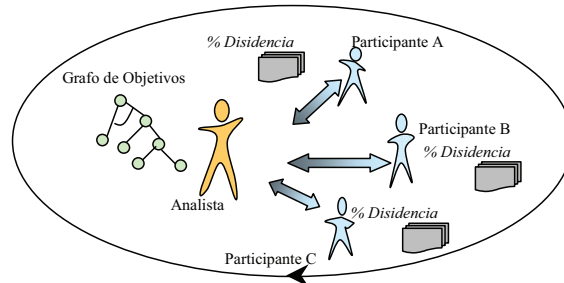 % Disidencia
Participante A
Grafo de Objetivos
Participante B
% Disidencia
Analista
% Disidencia
Participante C